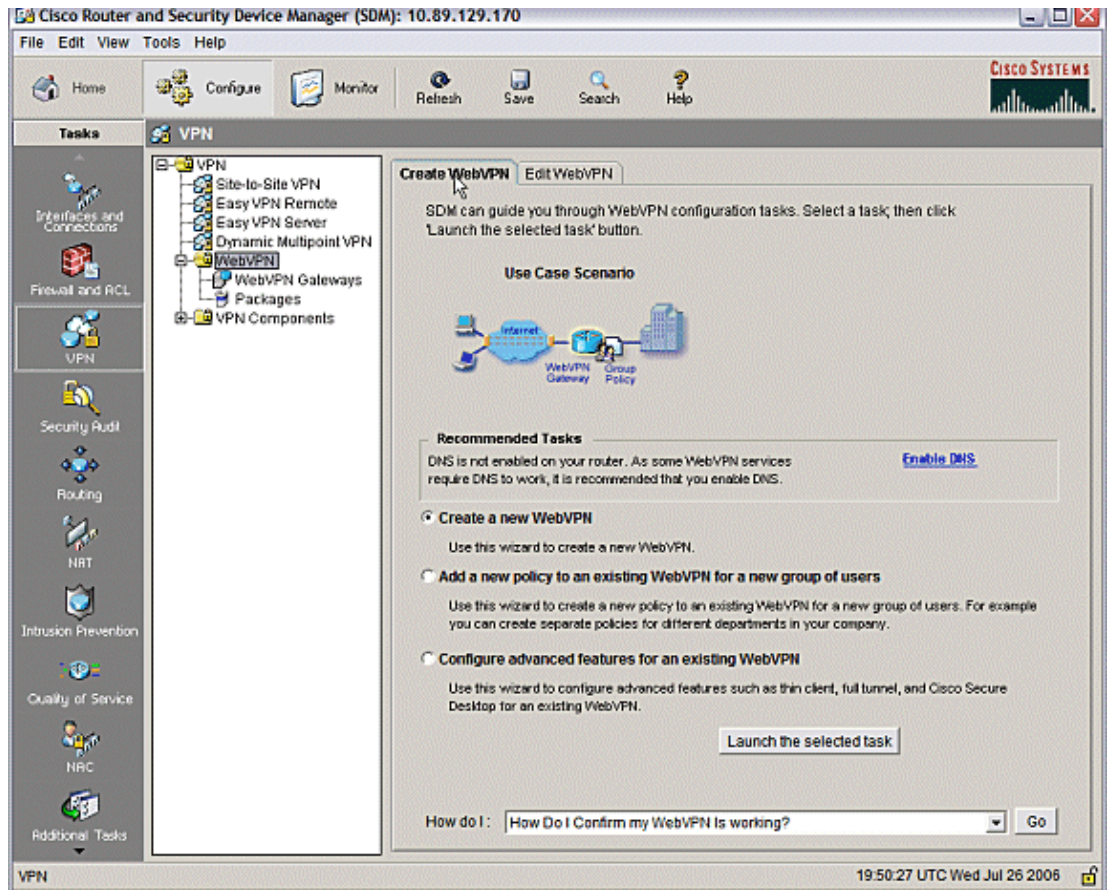 Cisco Router and Security Device Manager (SDM): 10.89.129.170
File Edit View Tools Help
Home
Configure
Monitor
Refresh
Save
Search
Help
CISCO SYSTEMS
Tasks
VPN
Interfaces and
Connections
Firewall and ACL
VPN
Security Audit
Routing
NAT
Intrusion Prevention
Quality of Service
NAC
Additional Tasks
VPN
Site-to-Site VPN
Easy VPN Remote
Easy VPN Server
Dynamic Multipoint VPN
WebVPN
WebVPN Gateways
Packages
VPN Components
Create WebVPN
Edit WebVPN
SDM can guide you through WebVPN configuration tasks. Select a task; then click
'Launch the selected task' button.
Use Case Scenario
Internet
WebVPN
Gateway
Group
Policy
Recommended Tasks
DNS is not enabled on your router. As some WebVPN services
require DNS to work, it is recommended that you enable DNS.
Enable DNS
Create a new WebVPN
Use this wizard to create a new WebVPN.
Add a new policy to an existing WebVPN for a new group of users
Use this wizard to create a new policy to an existing WebVPN for a new group of users. For example
you can create separate policies for different departments in your company.
Configure advanced features for an existing WebVPN
Use this wizard to configure advanced features such as thin client, full tunnel, and Cisco Secure
Desktop for an existing WebVPN.
Launch the selected task
How do I :
How Do I Confirm my WebVPN Is working?
Go
VPN
19:50:27 UTC Wed Jul 26 2006